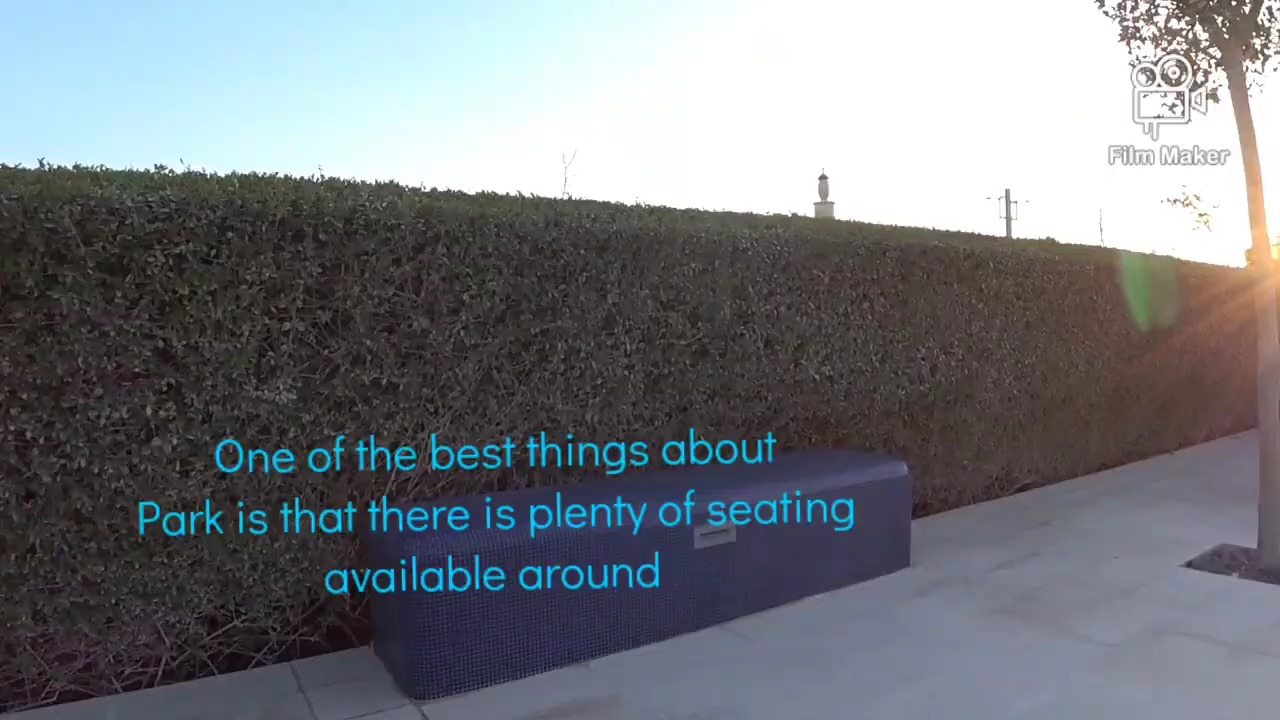 Film Maker
One of the best things about
Park is that there is plenty of seating
available around